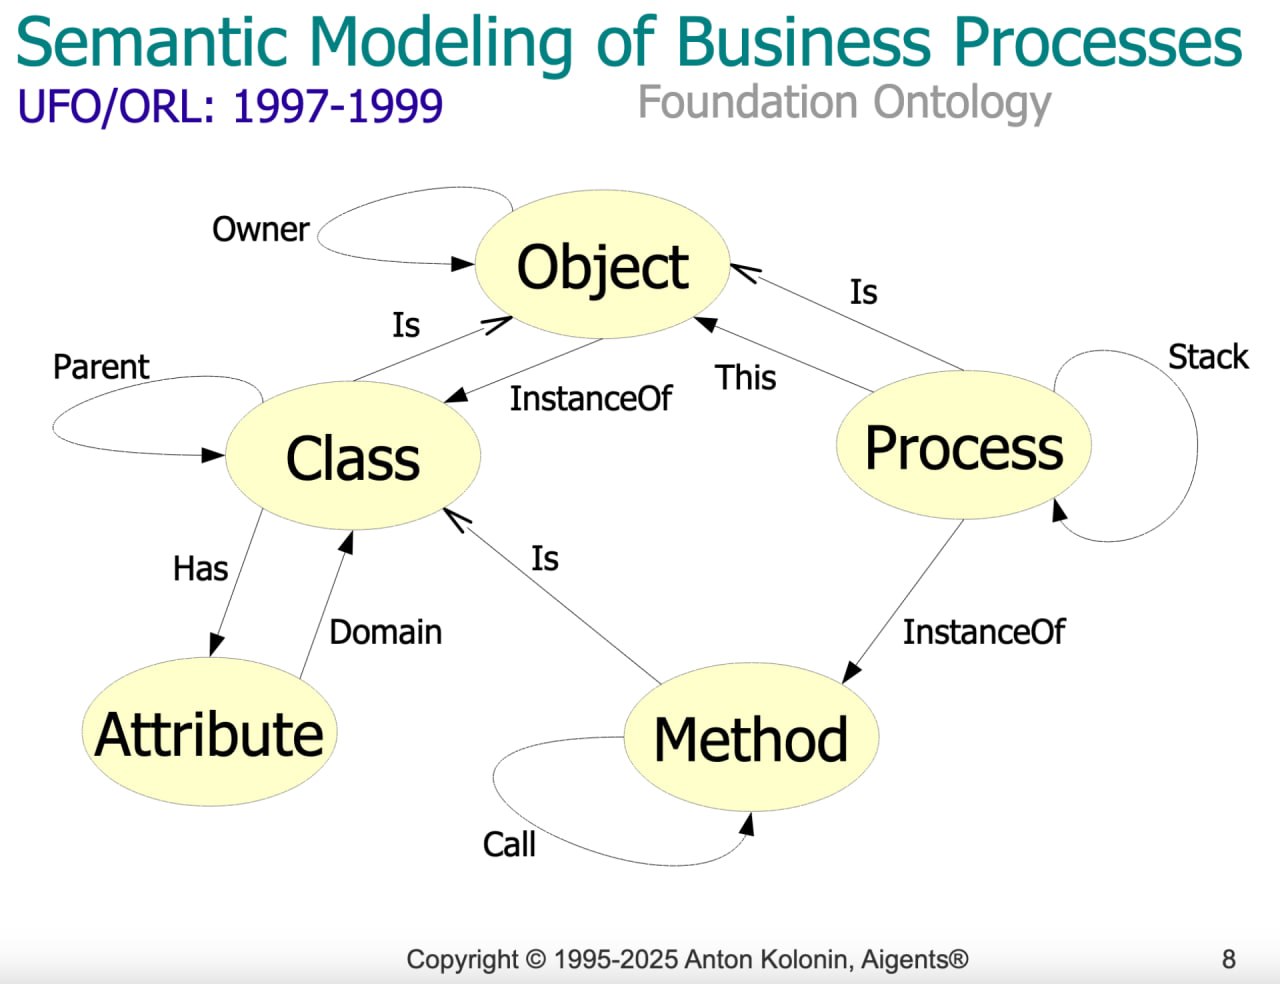 Semantic Modeling of Business Processes
UFO/ORL: 1997-1999
Foundation Ontology
Owner
Object
Is
Is
Parent
InstanceOf
This
Stack
Class
Process
Has
Is
Domain
InstanceOf
Attribute
Method
Call
Copyright © 1995-2025 Anton Kolonin, Aigents®
8